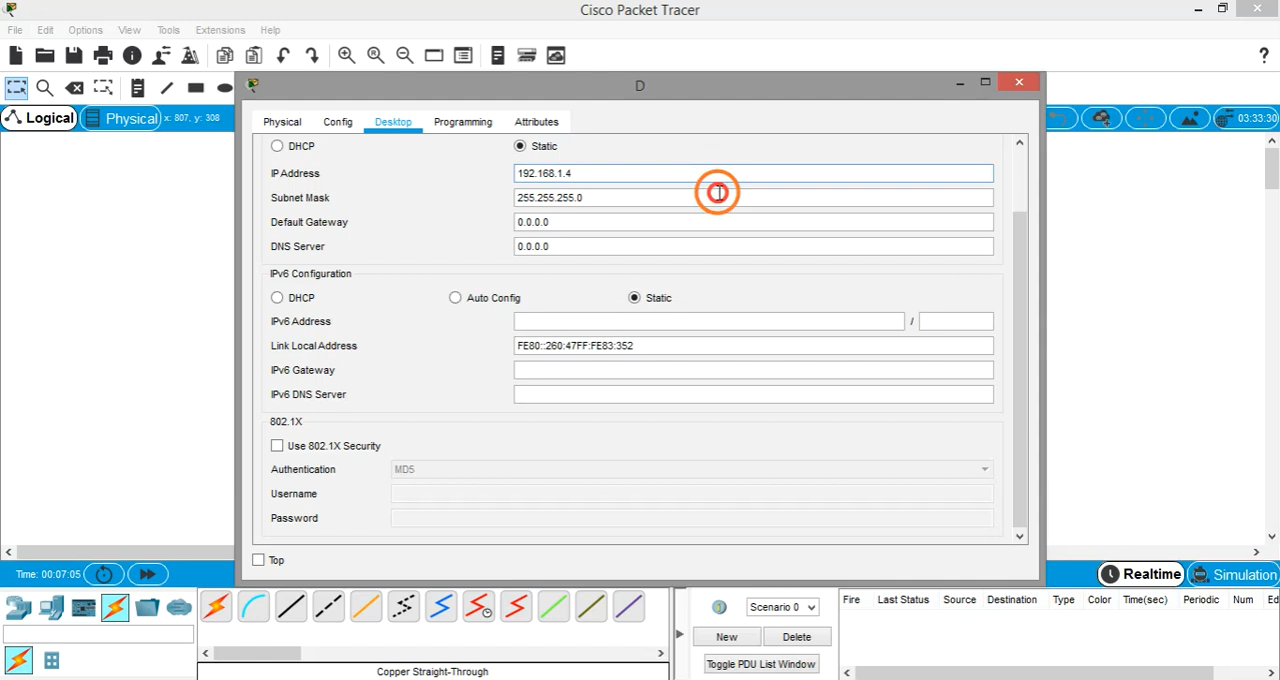 Cisco Packet Tracer
File Edit Options View Tools Extensions Help
Logical Physical x: 807, y: 308
03:33:30
D
Physical Config Desktop Programming Attributes
DHCP Static
IP Address 192.168.1.4
Subnet Mask 255.255.255.0
Default Gateway 0.0.0.0
DNS Server 0.0.0.0
IPv6 Configuration
DHCP Auto Config Static
IPv6 Address /
Link Local Address FE80::260:47FF:FE83:352
IPv6 Gateway
IPv6 DNS Server
802.1X
Use 802.1X Security
Authentication MD5
Username
Password
Top
Time: 00:07:05 Realtime Simulation
Scenario 0 Fire Last Status Source Destination Type Color Time(sec) Periodic Num Ed
New Delete
Toggle PDU List Window
Copper Straight-Through